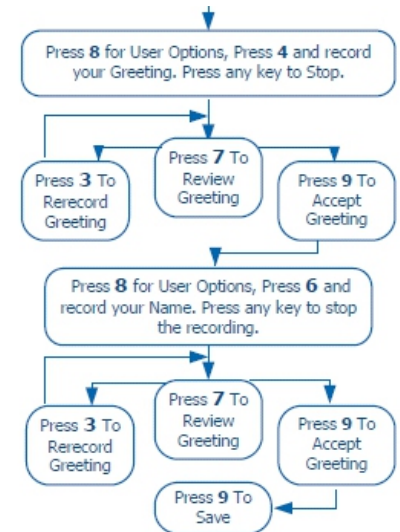 Press 8 for User Options, Press 4 and record
your Greeting. Press any key to Stop.
Press 3 To
Rerecord
Greeting
Press 7 To
Review
Greeting
Press 9 To
Accept
Greeting
Press 8 for User Options, Press 6 and
record your Name. Press any key to stop
the recording.
Press 3 To
Rerecord
Greeting
Press 7 To
Review
Greeting
Press 9 To
Accept
Greeting
Press 9 To
Save